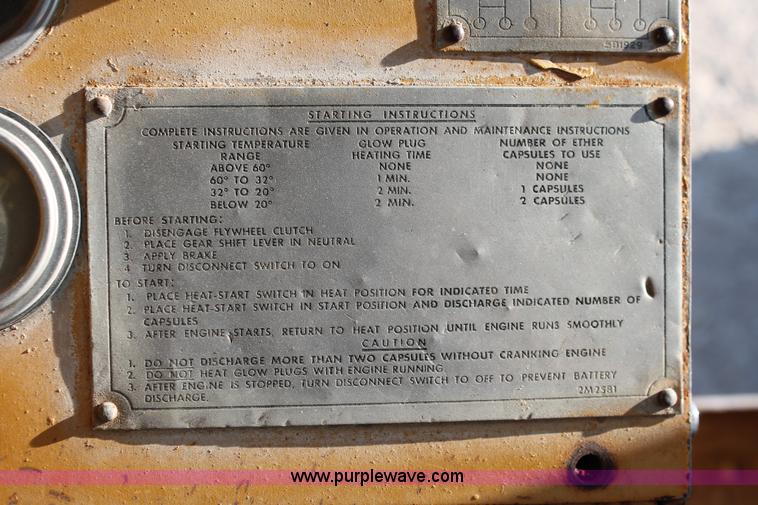 5B1929
STARTING INSTRUCTIONS
COMPLETE INSTRUCTIONS ARE GIVEN IN OPERATION AND MAINTENANCE INSTRUCTIONS
STARTING TEMPERATURE GLOW PLUG NUMBER OF ETHER
RANGE HEATING TIME CAPSULES TO USE
ABOVE 60° NONE NONE
60° TO 32° 1 MIN. NONE
32° TO 20° 2 MIN. 1 CAPSULES
BELOW 20° 2 MIN. 2 CAPSULES
BEFORE STARTING:
1. DISENGAGE FLYWHEEL CLUTCH
2. PLACE GEAR SHIFT LEVER IN NEUTRAL
3. APPLY BRAKE
4 TURN DISCONNECT SWITCH TO ON
TO START:
1. PLACE HEAT-START SWITCH IN HEAT POSITION FOR INDICATED TIME
2. PLACE HEAT-START SWITCH IN START POSITION AND DISCHARGE INDICATED NUMBER OF
CAPSULES
3. AFTER ENGINE STARTS, RETURN TO HEAT POSITION UNTIL ENGINE RUNS SMOOTHLY
CAUTION
1. DO NOT DISCHARGE MORE THAN TWO CAPSULES WITHOUT CRANKING ENGINE
2. DO NOT HEAT GLOW PLUGS WITH ENGINE RUNNING.
3. AFTER ENGINE IS STOPPED, TURN DISCONNECT SWITCH TO OFF TO PREVENT BATTERY
DISCHARGE. 2M2581
www.purplewave.com